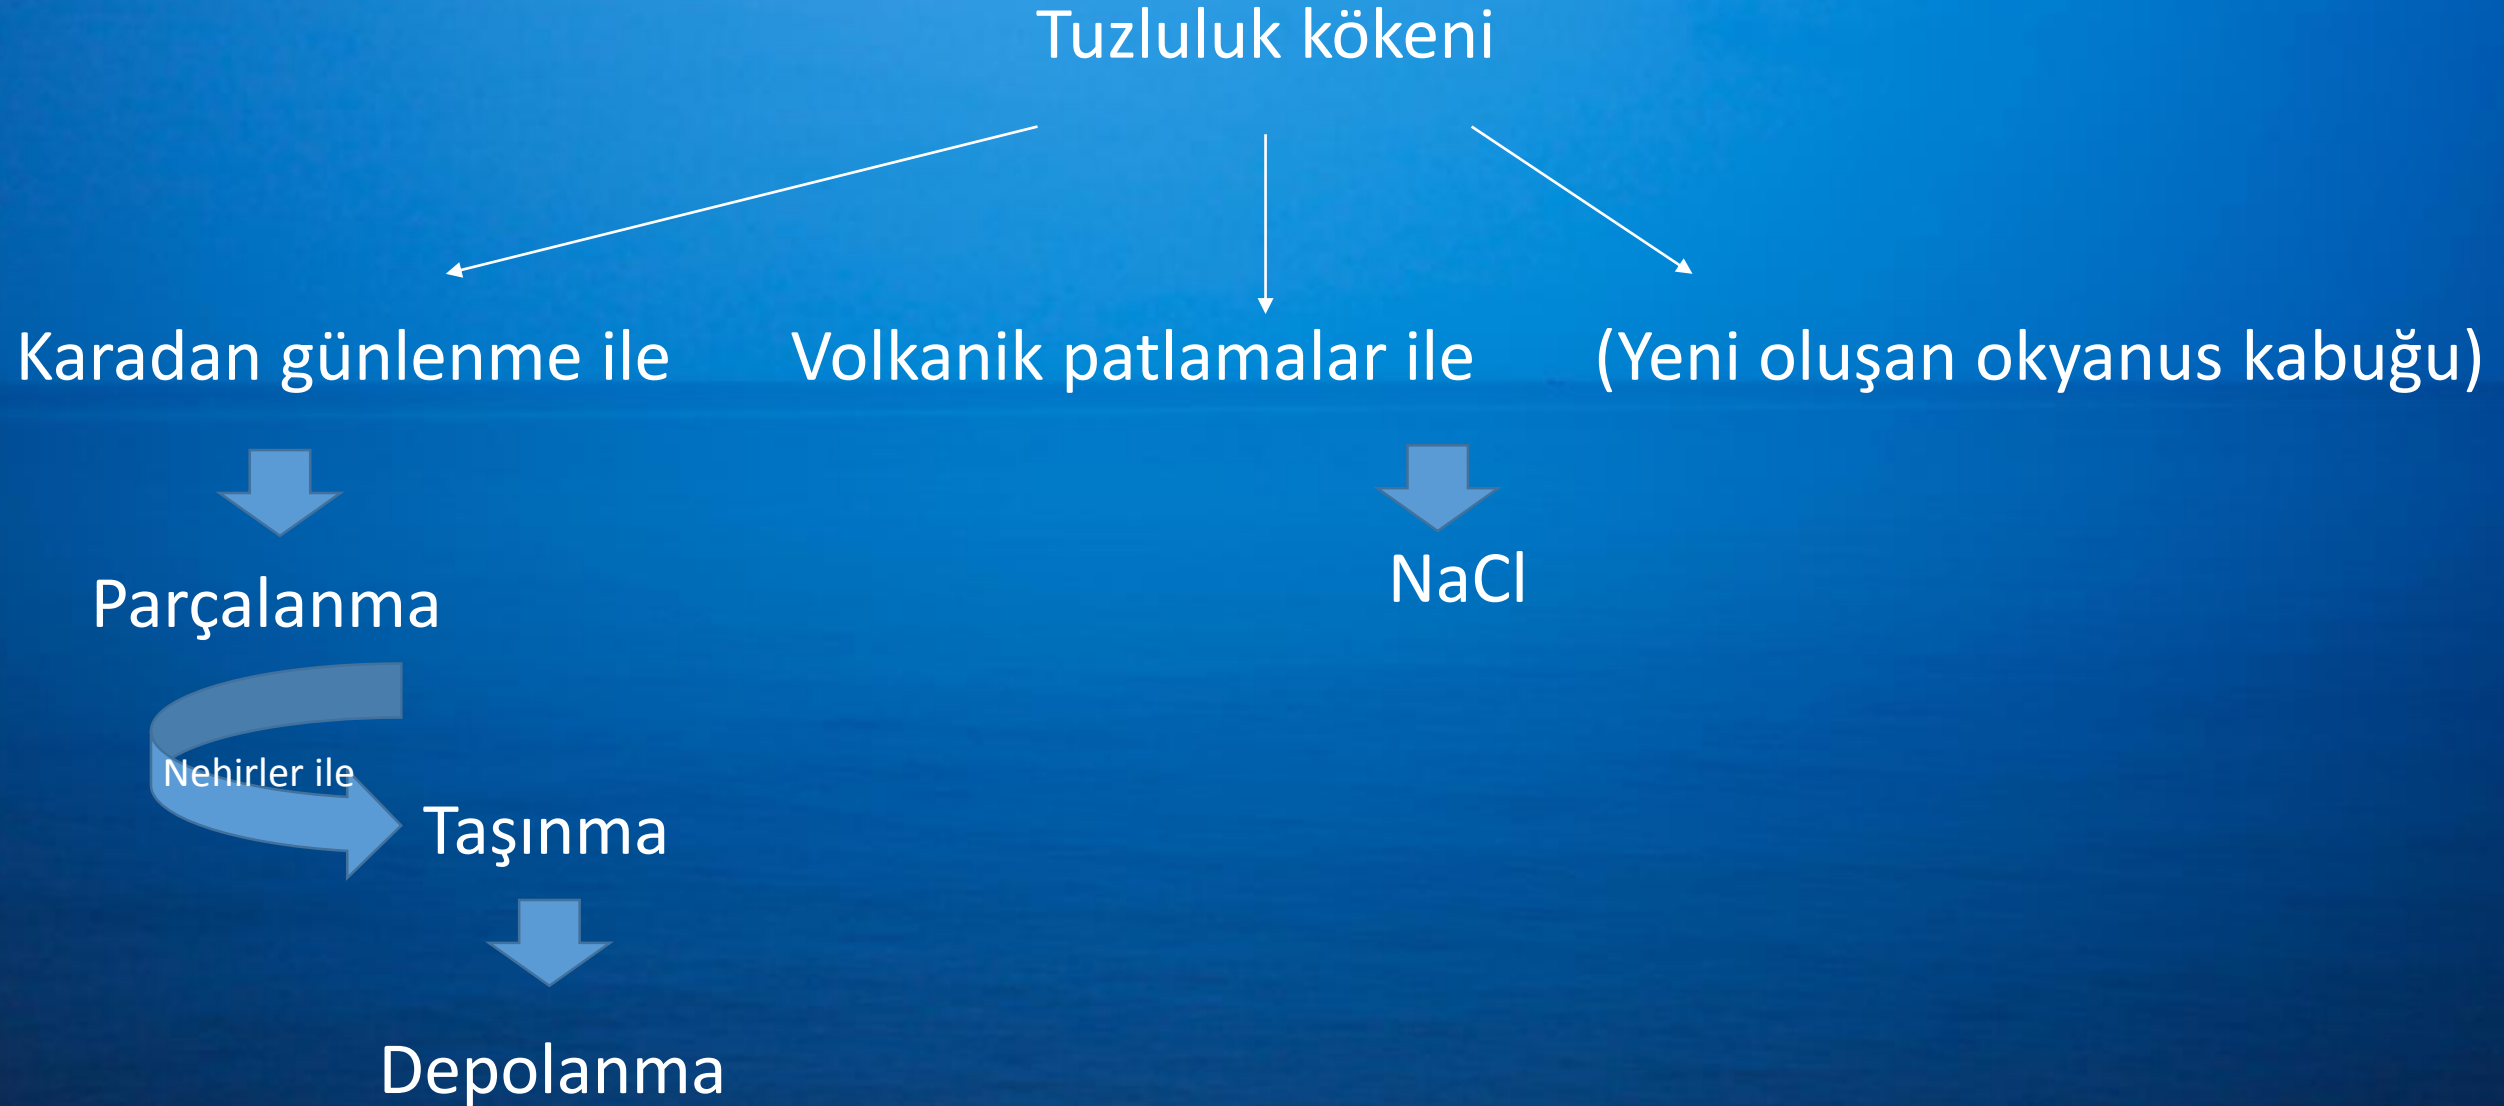 Tuzluluk kökeni
Karadan günlenme ile
Volkanik patlamalar ile
(Yeni oluşan okyanus kabuğu)
Parçalanma
NaCl
Nehirler ile
Taşınma
Depolanma